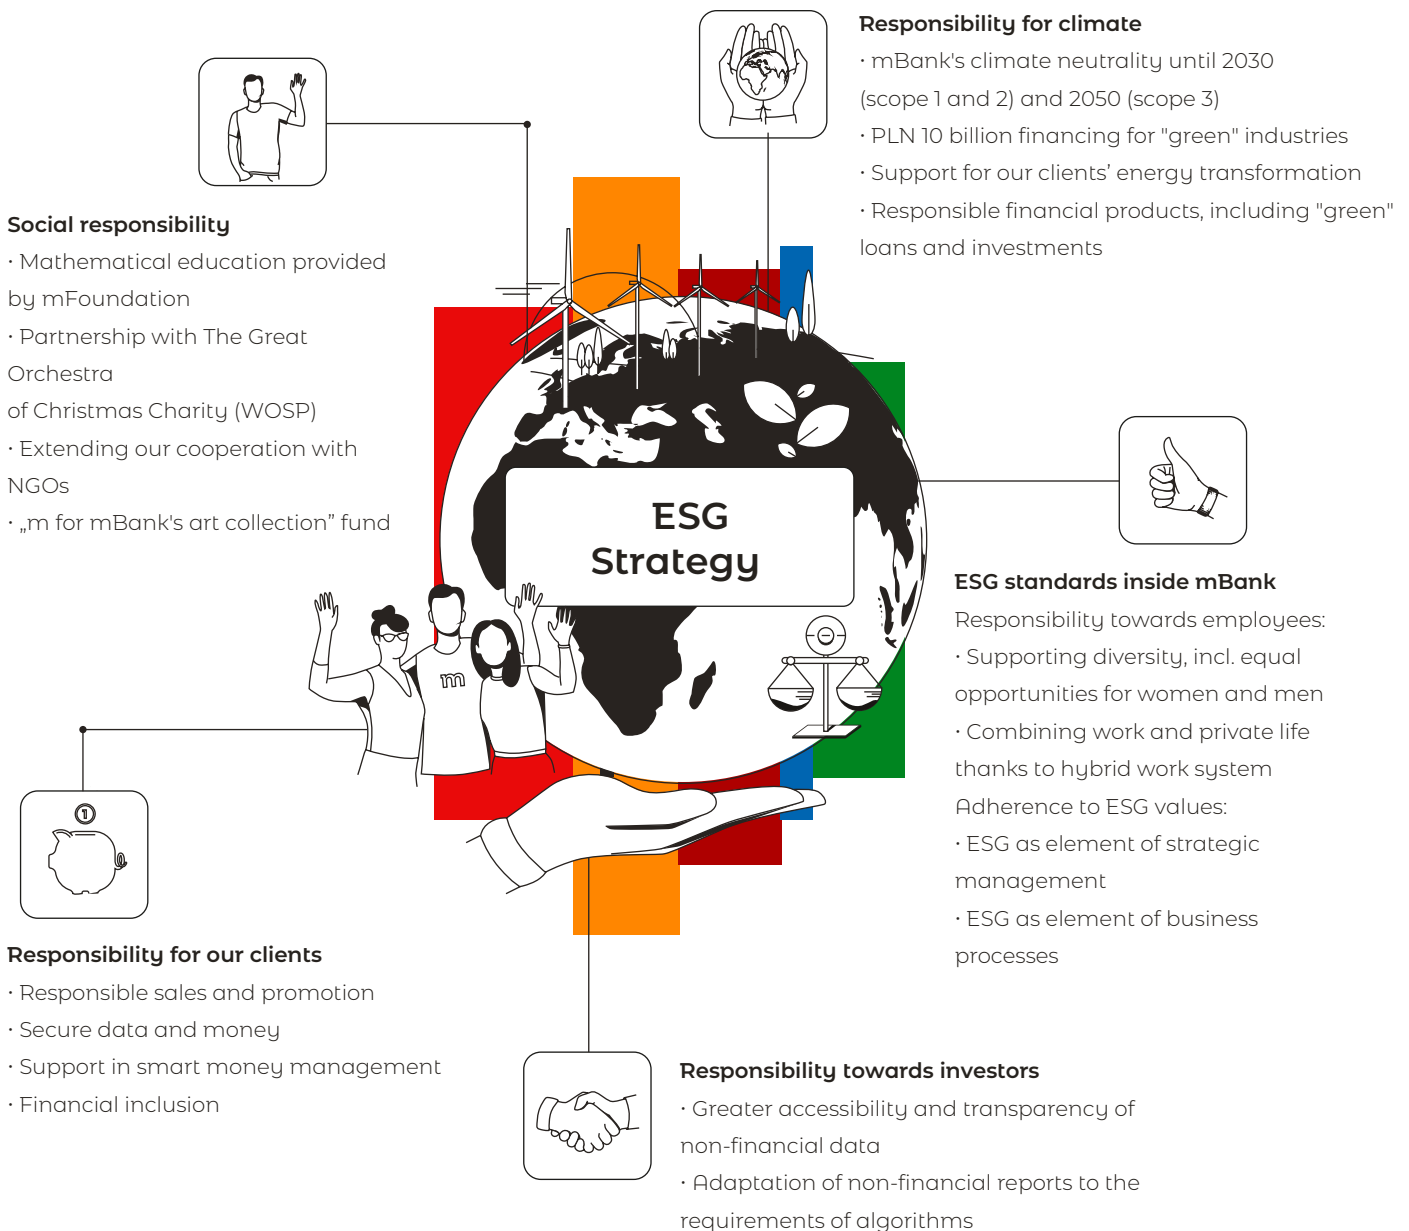 Responsibility for climate
· mBank's climate neutrality until 2030
(scope 1 and 2) and 2050 (scope 3)
· PLN 10 billion financing for "green" industries
· Support for our clients’ energy transformation
· Responsible financial products, including "green"
loans and investments
Social responsibility
· Mathematical education provided
by mFoundation
· Partnership with The Great
Orchestra
of Christmas Charity (WOSP)
· Extending our cooperation with
NGOs
· „m for mBank's art collection” fund
ESG
Strategy
m
ESG standards inside mBank
Responsibility towards employees:
· Supporting diversity, incl. equal
opportunities for women and men
· Combining work and private life
thanks to hybrid work system
Adherence to ESG values:
· ESG as element of strategic
management
· ESG as element of business
processes
1
Responsibility for our clients
· Responsible sales and promotion
· Secure data and money
· Support in smart money management
· Financial inclusion
Responsibility towards investors
· Greater accessibility and transparency of
non-financial data
· Adaptation of non-financial reports to the
requirements of algorithms